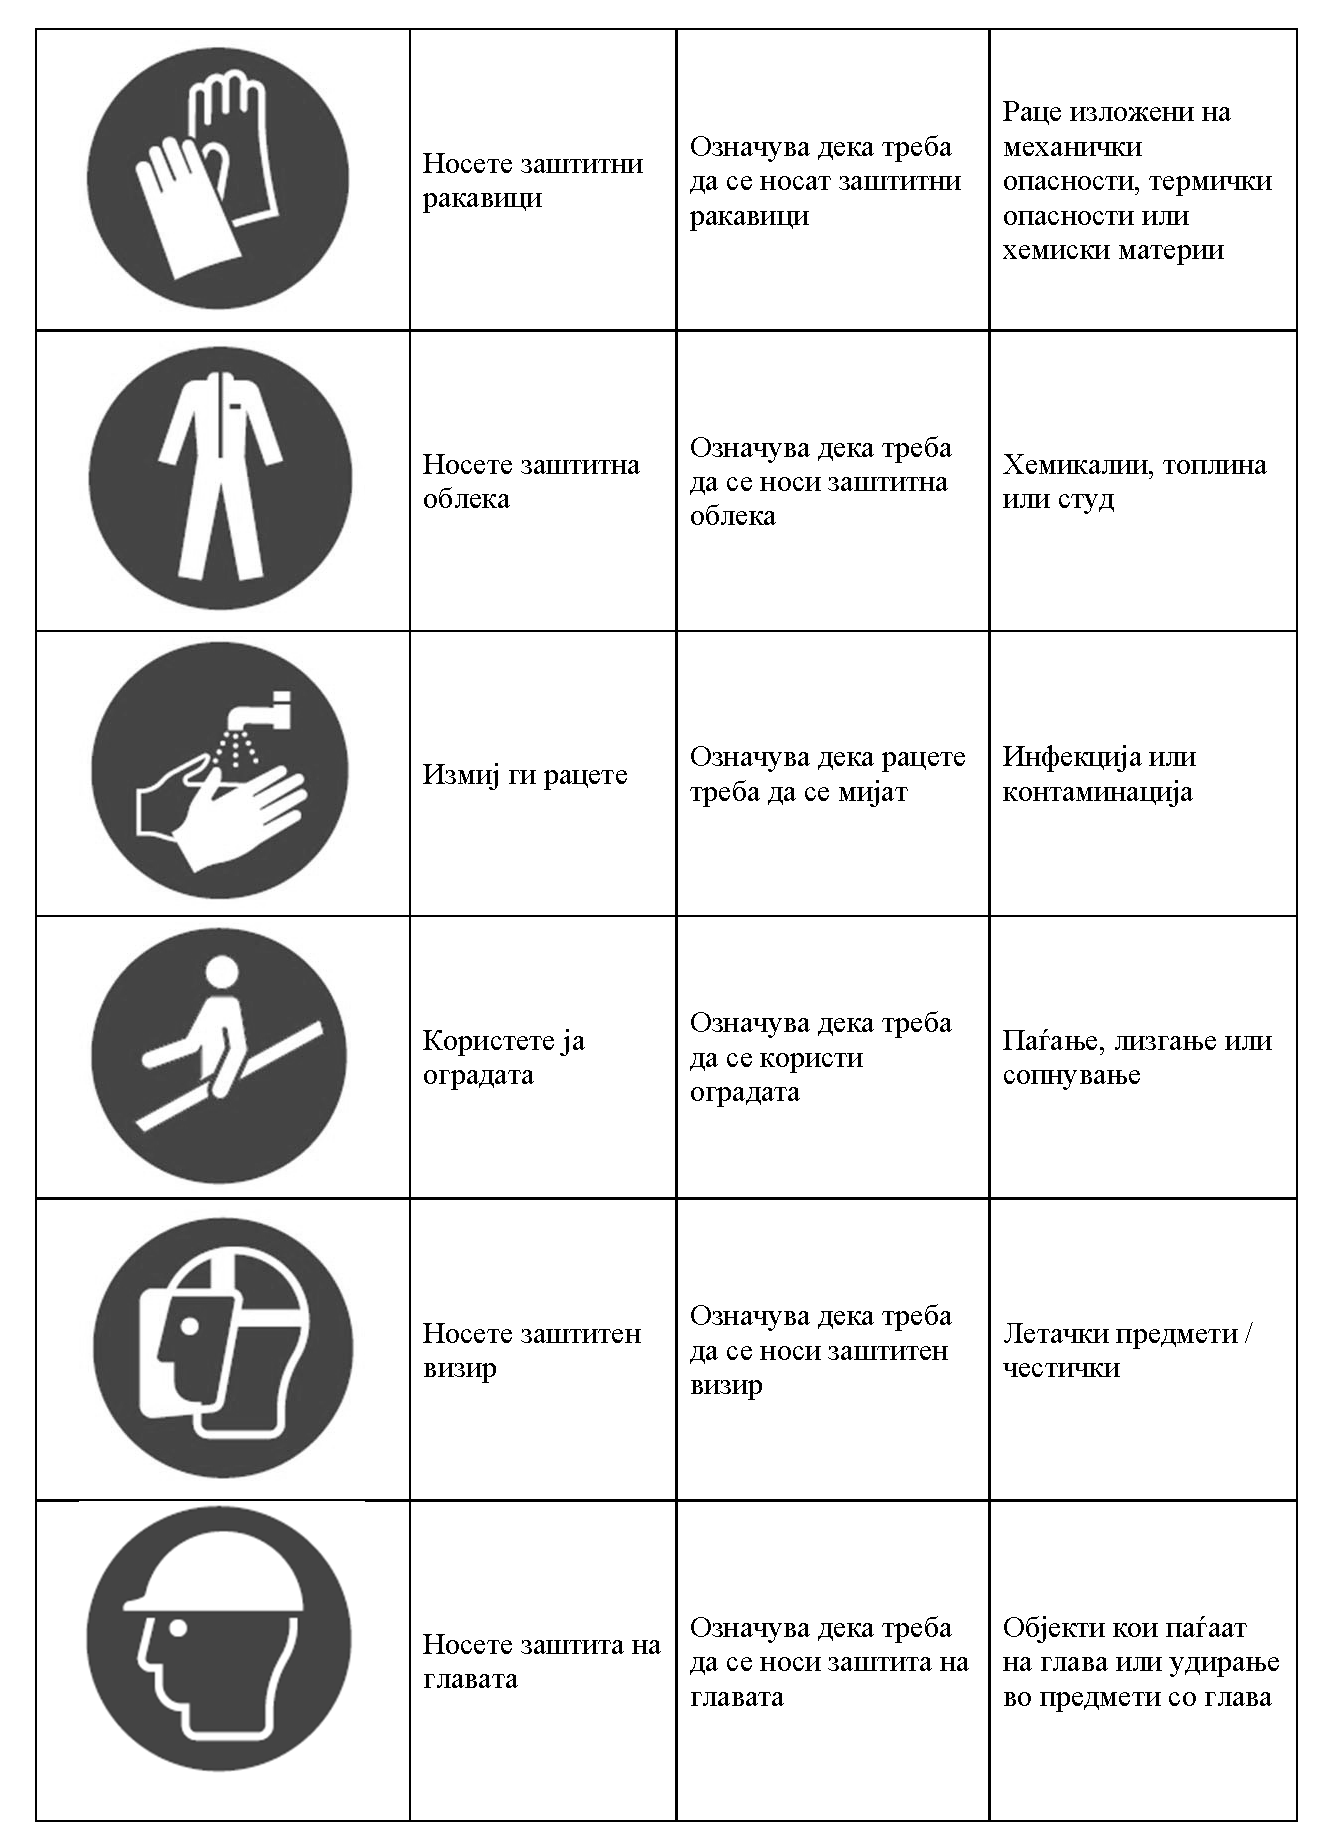 Носете заштитни
ракавици
Означува дека треба
да се носат заштитни
ракавици
Раце изложени на
механички
опасности, термички
опасности или
хемиски материи
Носете заштитна
облека
Означува дека треба
да се носи заштитна
облека
Хемикалии, топлина
или студ
Измиј ги рацете
Означува дека рацете
треба да се мијат
Инфекција или
контаминација
Користете ја
оградата
Означува дека треба
да се користи
оградата
Паѓање, лизгање или
сопнување
Носете заштитен
визир
Означува дека треба
да се носи заштитен
визир
Летачки предмети /
честички
Носете заштита на
главата
Означува дека треба
да се носи заштита на
главата
Објекти кои паѓаат
на глава или удирање
во предмети со глава